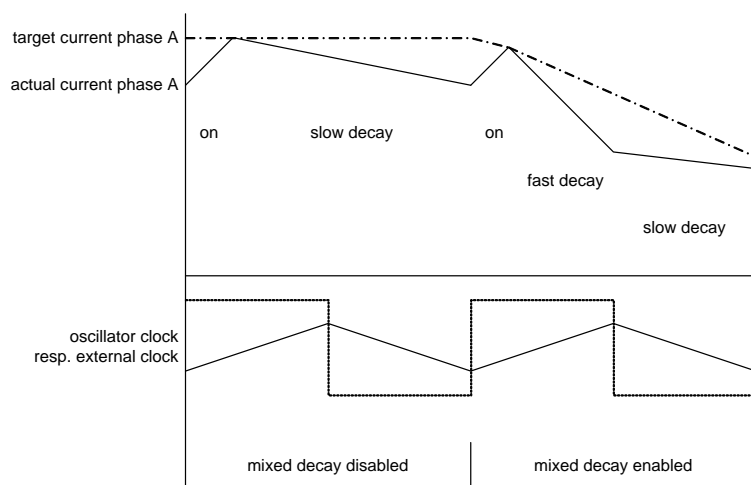 target current phase A
actual current phase A
on
slow decay
on
fast decay
slow decay
oscillator clock
resp. external clock
mixed decay disabled
mixed decay enabled